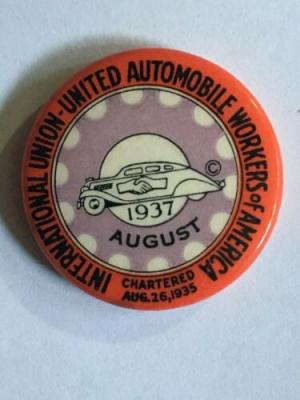 INTERNATIONAL UNION-UNITED AUTOMOBILE WORKERS of AMERICA
©
1937
AUGUST
CHARTERED
AUG. 26, 1935